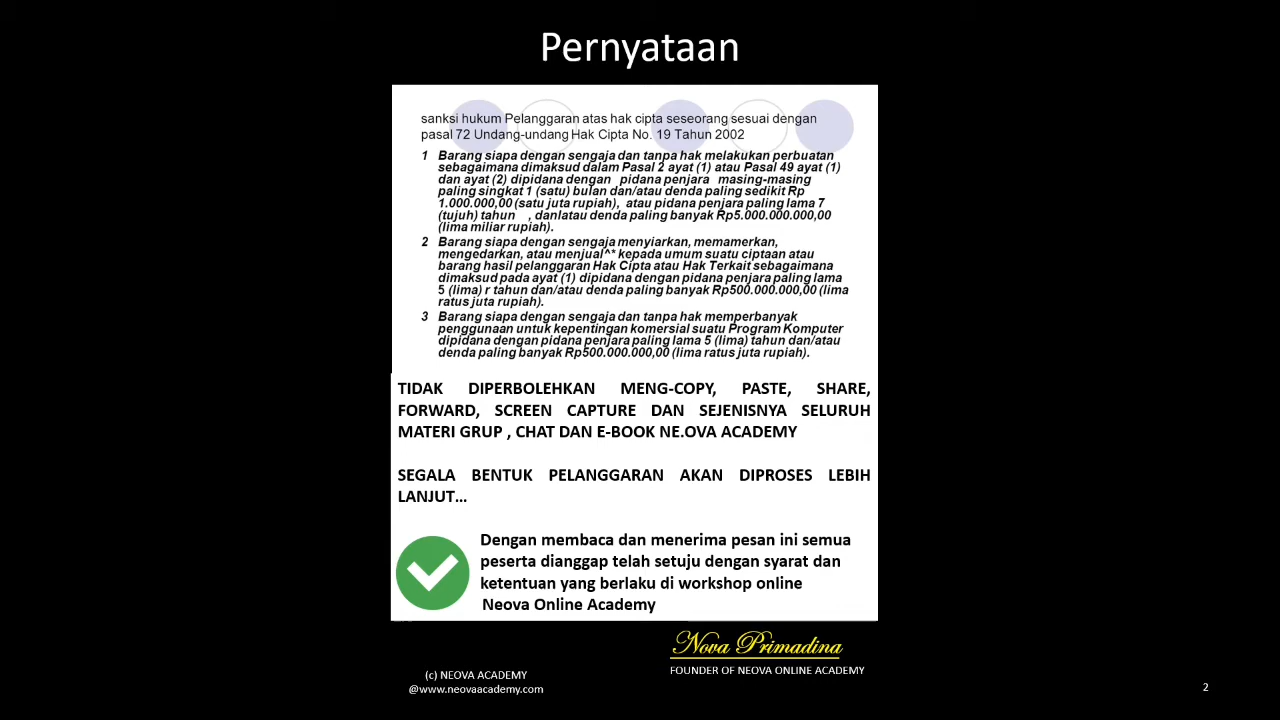 Pernyataan
sanksi hukum Pelanggaran atas hak cipta seseorang sesuai dengan
pasal 72 Undang-undang Hak Cipta No. 19 Tahun 2002
1 Barang siapa dengan sengaja dan tanpa hak melakukan perbuatan
sebagaimana dimaksud dalam Pasal 2 ayat (1) atau Pasal 49 ayat (1)
dan ayat (2) dipidana dengan pidana penjara masing-masing
paling singkat 1 (satu) bulan dan/atau denda paling sedikit Rp
1.000.000,00 (satu juta rupiah), atau pidana penjara paling lama 7
(tujuh) tahun , danlatau denda paling banyak Rp5.000.000.000,00
(lima miliar rupiah).
2 Barang siapa dengan sengaja menyiarkan, memamerkan,
mengedarkan, atau menjual^* kepada umum suatu ciptaan atau
barang hasil pelanggaran Hak Cipta atau Hak Terkait sebagaimana
dimaksud pada ayat (1) dipidana dengan pidana penjara paling lama
5 (lima) r tahun dan/atau denda paling banyak Rp500.000.000,00 (lima
ratus juta rupiah).
3 Barang siapa dengan sengaja dan tanpa hak memperbanyak
penggunaan untuk kepentingan komersial suatu Program Komputer
dipidana dengan pidana penjara paling lama 5 (lima) tahun dan/atau
denda paling banyak Rp500.000.000,00 (lima ratus juta rupiah).
TIDAK DIPERBOLEHKAN MENG-COPY, PASTE, SHARE,
FORWARD, SCREEN CAPTURE DAN SEJENISNYA SELURUH
MATERI GRUP , CHAT DAN E-BOOK NE.OVA ACADEMY
SEGALA BENTUK PELANGGARAN AKAN DIPROSES LEBIH
LANJUT...
Dengan membaca dan menerima pesan ini semua
peserta dianggap telah setuju dengan syarat dan
ketentuan yang berlaku di workshop online
Neova Online Academy
Nova Primadina
FOUNDER OF NEOVA ONLINE ACADEMY
(c) NEOVA ACADEMY
@www.neovaacademy.com
2